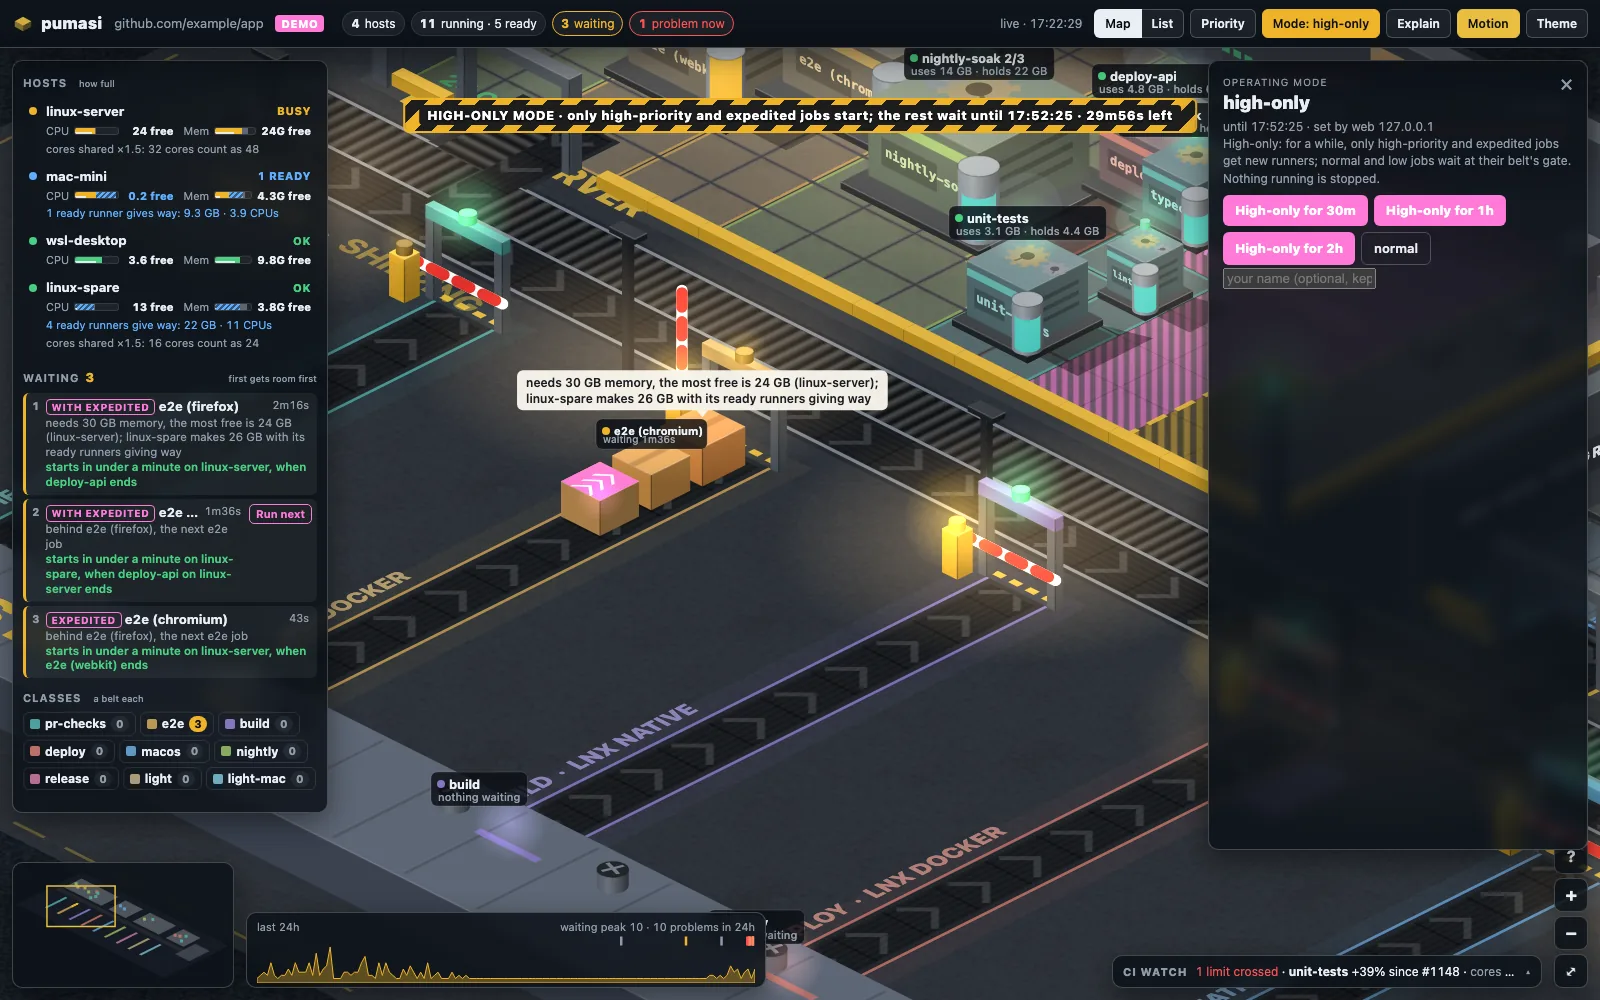 pumasi github.com/example/app DEMO 4 hosts 11 running · 5 ready 3 waiting 1 problem now live · 17:22:29 Map List Priority Mode: high-only Explain Motion Theme
HOSTS how full
linux-server BUSY
CPU 24 free Mem 24G free
cores shared ×1.5: 32 cores count as 48
mac-mini 1 READY
CPU 0.2 free Mem 4.3G free
1 ready runner gives way: 9.3 GB · 3.9 CPUs
wsl-desktop OK
CPU 3.6 free Mem 9.8G free
linux-spare OK
CPU 13 free Mem 3.8G free
4 ready runners give way: 22 GB · 11 CPUs
cores shared ×1.5: 16 cores count as 24
WAITING 3 first gets room first
1 WITH EXPEDITED e2e (firefox) 2m16s
needs 30 GB memory, the most free is 24 GB
(linux-server); linux-spare makes 26 GB with its
ready runners giving way
starts in under a minute on linux-server, when
deploy-api ends
2 WITH EXPEDITED e2e ... 1m36s Run next
behind e2e (firefox), the next e2e
job
starts in under a minute on linux-
spare, when deploy-api on linux-
server ends
3 EXPEDITED e2e (chromium) 43s
behind e2e (firefox), the next e2e job
starts in under a minute on linux-server, when
e2e (webkit) ends
CLASSES a belt each
pr-checks 0 e2e 3 build 0
deploy 0 macos 0 nightly 0
release 0 light 0 light-mac 0
nightly-soak 2/3
uses 14 GB · holds 22 GB
deploy-api
uses 4.8 GB · holds
HIGH-ONLY MODE · only high-priority and expedited jobs start; the rest wait until 17:52:25 · 29m56s left
e2e (chrom
nightly-so
unit-tests
uses 3.1 GB · holds 4.4 GB
lint
needs 30 GB memory, the most free is 24 GB (linux-server);
linux-spare makes 26 GB with its ready runners giving way
e2e (chromium)
waiting 1m36s
DOCKER
LD · LNX NATIVE
LOY · LNX DOCKER
build
nothing waiting
aiting
OPERATING MODE
high-only
until 17:52:25 · set by web 127.0.0.1
High-only: for a while, only high-priority and expedited jobs
get new runners; normal and low jobs wait at their belt's gate.
Nothing running is stopped.
High-only for 30m High-only for 1h
High-only for 2h normal
your name (optional, kep
last 24h waiting peak 10 · 10 problems in 24h
CI WATCH 1 limit crossed · unit-tests +39% since #1148 · cores ...
?
+
−